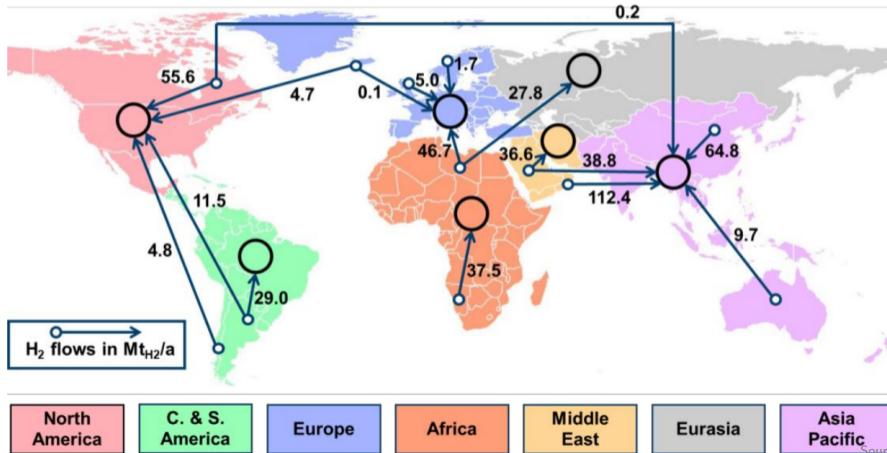 0.2
55.6
4.7
0.1
5.0
1.7
27.8
46.7
36.6
38.8
64.8
112.4
11.5
4.8
9.7
37.5
29.0
H₂ flows in Mt_H2/a
North
America
C. & S.
America
Europe
Africa
Middle
East
Eurasia
Asia
Pacific